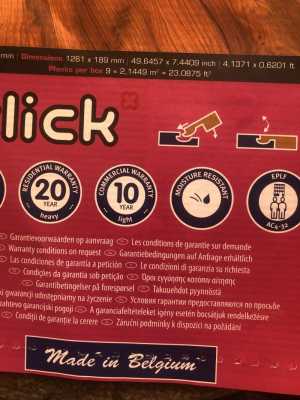 mm | Dimensions 1261 x 189 mm | 49.6457 x 7.4409 inch | 4.1371 x 0.6201 ft
Planks per box 9 = 2,1449 m² = 23.0875 ft²
lick
RESIDENTIAL WARRANTY
20
YEAR
heavy
COMMERCIAL WARRANTY
10
YEAR
light
MOISTURE RESISTANT
EPLF
AC4-32
Garantievoorwaarden op aanvraag Les conditions de garantie sur demande
Warranty conditions on request Garantiebedingungen auf Anfrage erhältlich
Las condiciones de garantía a petición Le condizioni di garanzia su richiesta
Condições da garantia sob petição Όροι εγγύησης κατόπιν αίτησης
Garantibetingelser på forespørsel Takuuehdot pyynnöstä
ki gwarancji udostępniamy na życzenie Условия гарантии предоставляются по просьбе
garancijski pogoji A garanciafeltételeket igény esetén bocsátjuk rendelkezésre
Condiţii de garanţie la cerere Záruční podmínky k dispozici na požádání
Made in Belgium